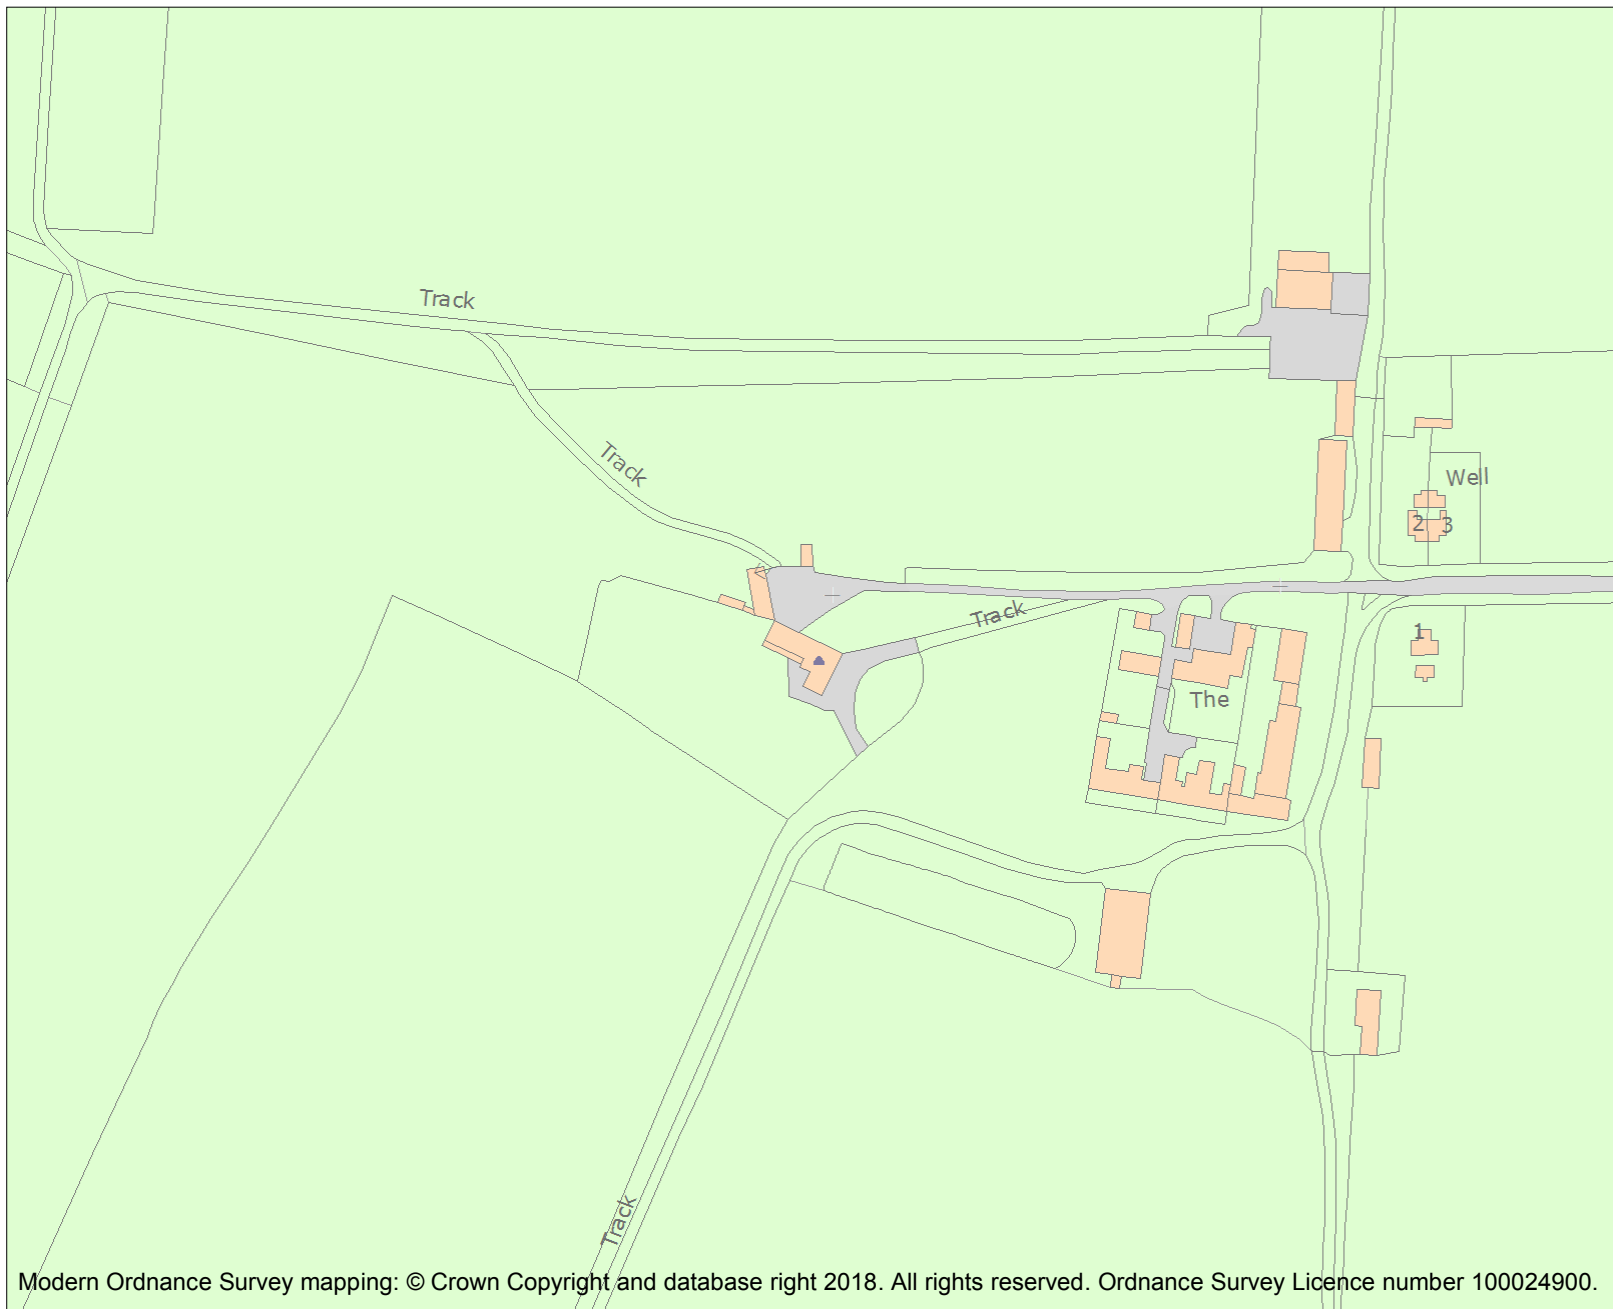 Track
Track
Well
2 3
Track
1
The
Track
Modern Ordnance Survey mapping: © Crown Copyright and database right 2018. All rights reserved. Ordnance Survey Licence number 100024900.